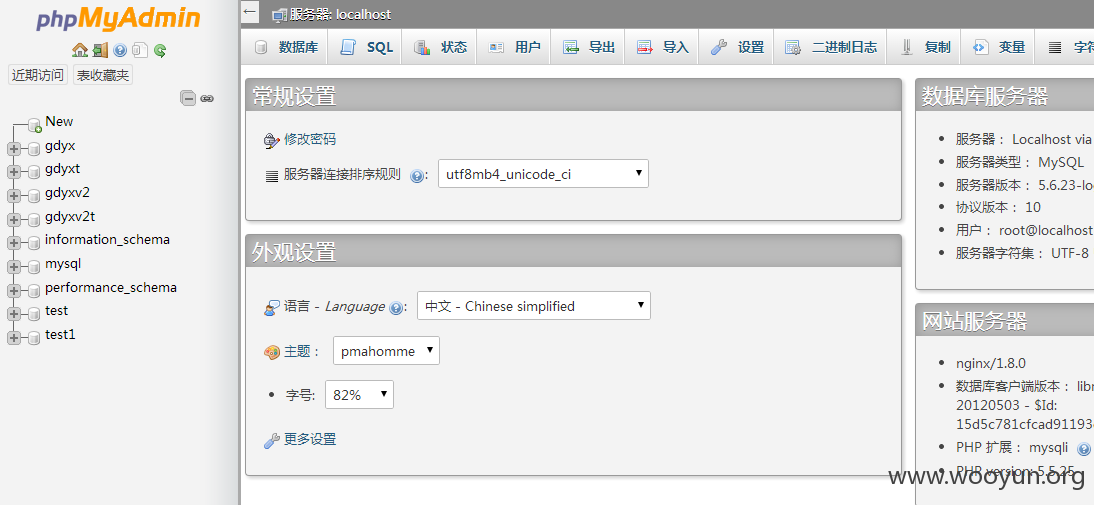 phpMyAdmin
近期访问 表收藏夹
New
gdyx
gdyxt
gdyxv2
gdyxv2t
information_schema
mysql
performance_schema
test
test1
服务器: localhost
数据库 SQL 状态 用户 导出 导入 设置 二进制日志 复制 变量 字符
常规设置
修改密码
服务器连接排序规则 : utf8mb4_unicode_ci
外观设置
语言 - Language : 中文 - Chinese simplified
主题: pmahomme
字号: 82%
更多设置
数据库服务器
服务器: Localhost via
服务器类型: MySQL
服务器版本: 5.6.23-lo
协议版本: 10
用户: root@localhost
服务器字符集: UTF-8
网站服务器
nginx/1.8.0
数据库客户端版本: libr
20120503 - $Id:
15d5c781cfcad91193
PHP 扩展: mysqli
PHP version: 5.5.25
www.wooyun.org